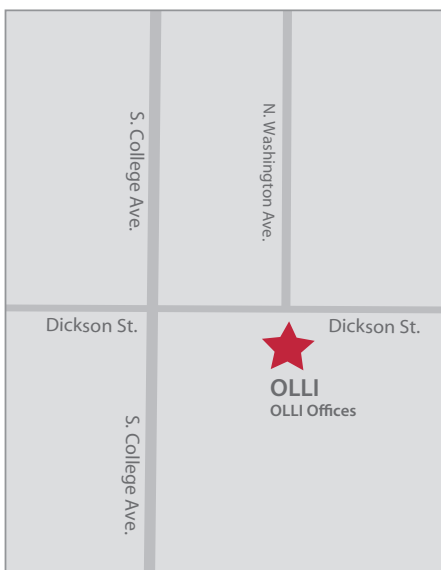 S. College Ave.
N. Washington Ave.
Dickson St.
Dickson St.
OLLI
OLLI Offices
S. College Ave.